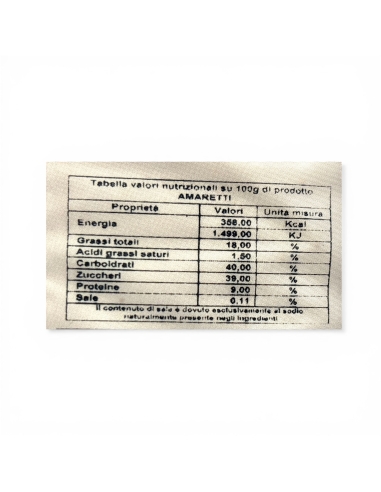 Tabella valori nutrizionali su 100g di prodotto
AMARETTI
Proprietà Valori Unità misura
Energia 358,00 Kcal
1.499,00 KJ
Grassi totali 18,00 %
Acidi grassi saturi 1,50 %
Carboidrati 40,00 %
Zuccheri 39,00 %
Proteine 9,00 %
Sale 0,11 %
Il contenuto di sale è dovuto esclusivamente al sodio
naturalmente presente negli ingredienti